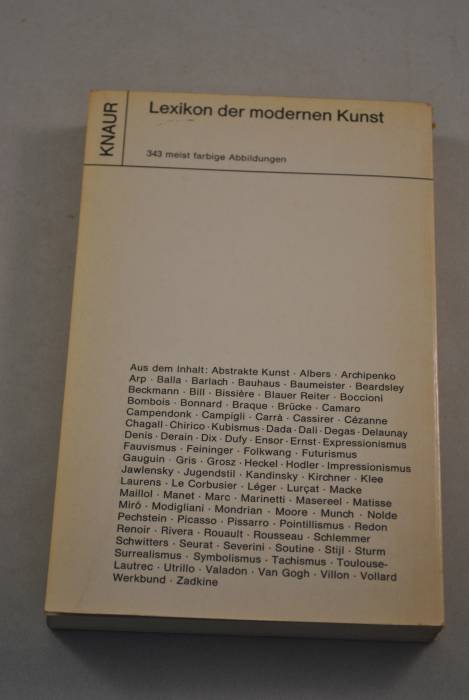 KNAUR
Lexikon der modernen Kunst
343 meist farbige Abbildungen
Aus dem Inhalt: Abstrakte Kunst · Albers · Archipenko
Arp · Balla · Barlach · Bauhaus · Baumeister · Beardsley
Beckmann · Bill · Bissière · Blauer Reiter · Boccioni
Bombois · Bonnard · Braque · Brücke · Camaro
Campendonk · Campigli · Carrà · Cassirer · Cézanne
Chagall · Chirico · Kubismus · Dada · Dali · Degas · Delaunay
Denis · Derain · Dix · Dufy · Ensor · Ernst · Expressionismus
Fauvismus · Feininger · Folkwang · Futurismus
Gauguin · Gris · Grosz · Heckel · Hodler · Impressionismus
Jawlensky · Jugendstil · Kandinsky · Kirchner · Klee
Laurens · Le Corbusier · Léger · Lurçat · Macke
Maillol · Manet · Marc · Marinetti · Masereel · Matisse
Miró · Modigliani · Mondrian · Moore · Munch · Nolde
Pechstein · Picasso · Pissarro · Pointillismus · Redon
Renoir · Rivera · Rouault · Rousseau · Schlemmer
Schwitters · Seurat · Severini · Soutine · Stijl · Sturm
Surrealismus · Symbolismus · Tachismus · Toulouse-
Lautrec · Utrillo · Valadon · Van Gogh · Villon · Vollard
Werkbund · Zadkine